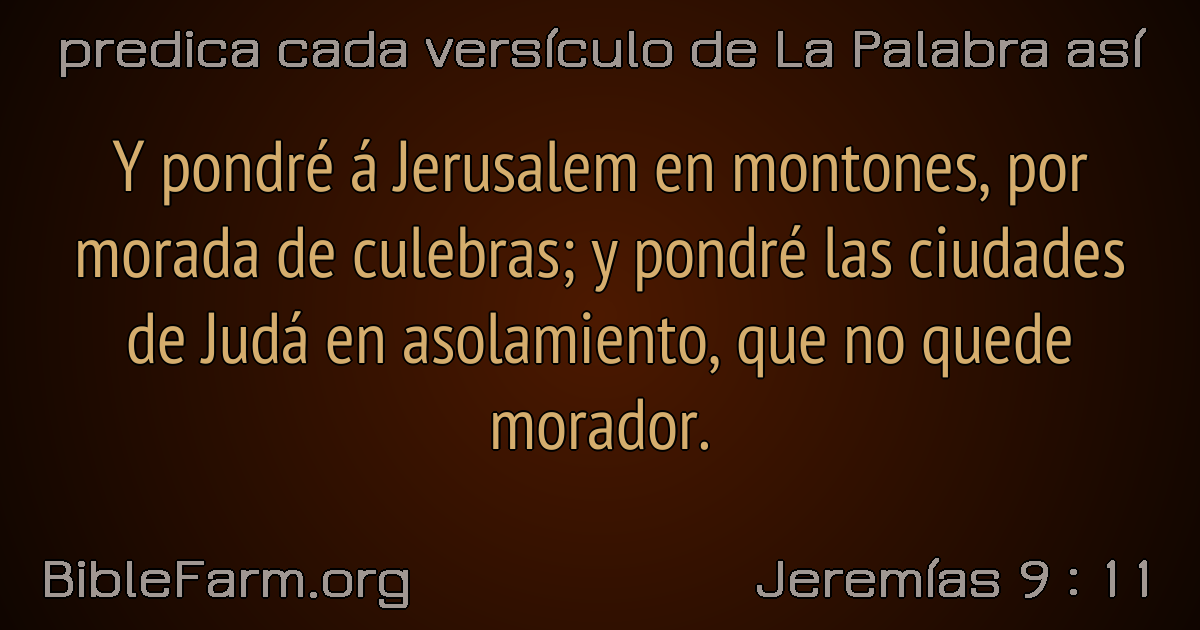 predica cada versículo de La Palabra así
Y pondré á Jerusalem en montones, por
morada de culebras; y pondré las ciudades
de Judá en asolamiento, que no quede
morador.
BibleFarm.org
Jeremías 9 : 11